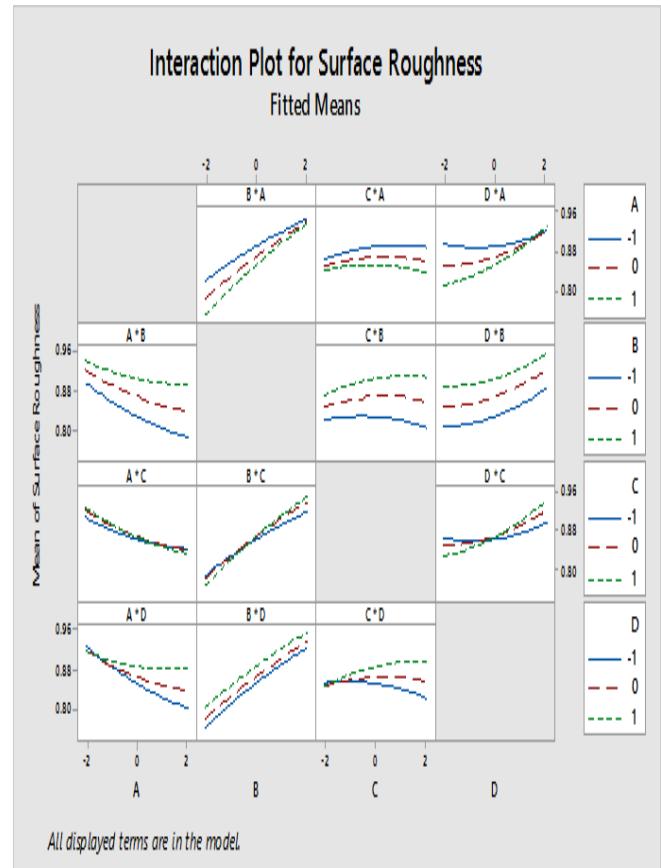 Interaction Plot for Surface Roughness
Fitted Means
-2 0 2 -2 0 2
B * A C * A D * A
0.96
0.88
0.80
A
-1
0
1
A * B C * B D * B
0.96
0.88
0.80
B
-1
0
1
A * C B * C D * C
0.96
0.88
0.80
C
-1
0
1
A * D B * D C * D
0.96
0.88
0.80
D
-1
0
1
-2 0 2 -2 0 2
A B C D
Mean of Surface Roughness
All displayed terms are in the model.